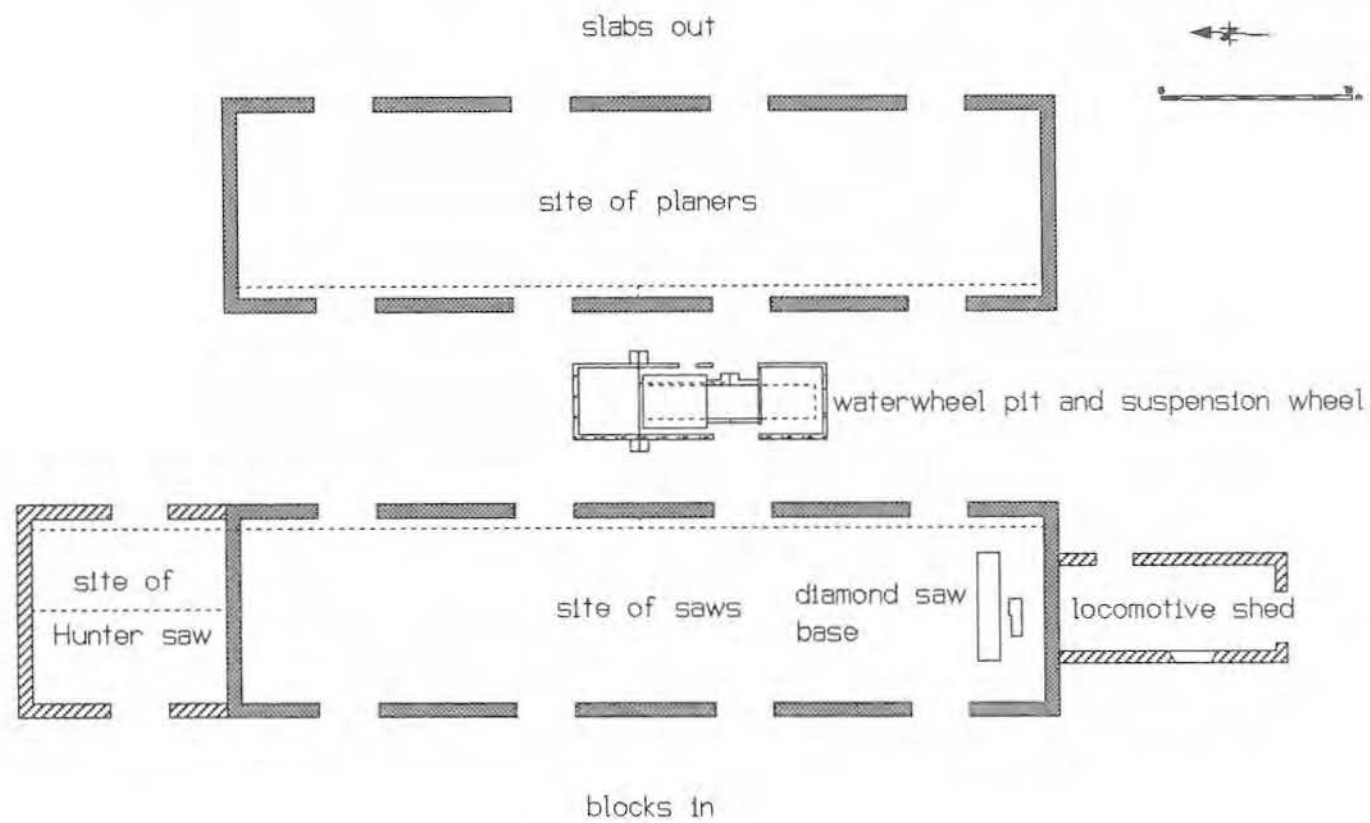 slabs out
site of planers
waterwheel pit and suspension wheel
site of
Hunter saw
site of saws
diamond saw
base
locomotive shed
blocks in